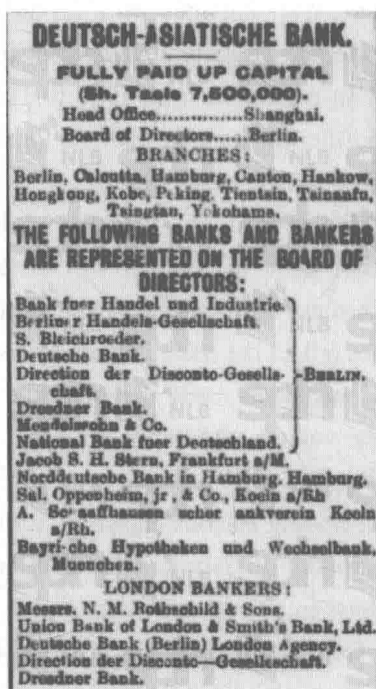 DEUTSCH-ASIATISCHE BANK.
FULLY PAID UP CAPITAL
(Sh. Taels 7,500,000).
Head Office...............Shanghai.
Board of Directors......Berlin.
BRANCHES:
Berlin, Calcutta, Hamburg, Canton, Hankow,
Hongkong, Kobe, Peking, Tientsin, Tsinanfu,
Tsingtau, Yokohama.
THE FOLLOWING BANKS AND BANKERS
ARE REPRESENTED ON THE BOARD OF
DIRECTORS:
Bank fuer Handel und Industrie.
Berliner Handels-Gesellschaft.
S. Bleichroeder.
Deutsche Bank.
Direction der Disconto-Gesells-
chaft.
BERLIN.
Dresdner Bank.
Mendelssohn & Co.
National Bank fuer Deutschland.
Jacob S. H. Stern, Frankfurt a/M.
Norddeutsche Bank in Hamburg, Hamburg.
Sal. Oppenheim, jr., & Co., Koeln a/Rh
A. Schaaffhausen scher ankverein Koeln
a/Rh.
Bayrische Hypotheken und Wechselbank,
Muenchen.
LONDON BANKERS:
Messrs. N. M. Rothschild & Sons.
Union Bank of London & Smith's Bank, Ltd.
Deutsche Bank (Berlin) London Agency.
Direction der Disconto—Gesellschaft.
Dresdner Bank.